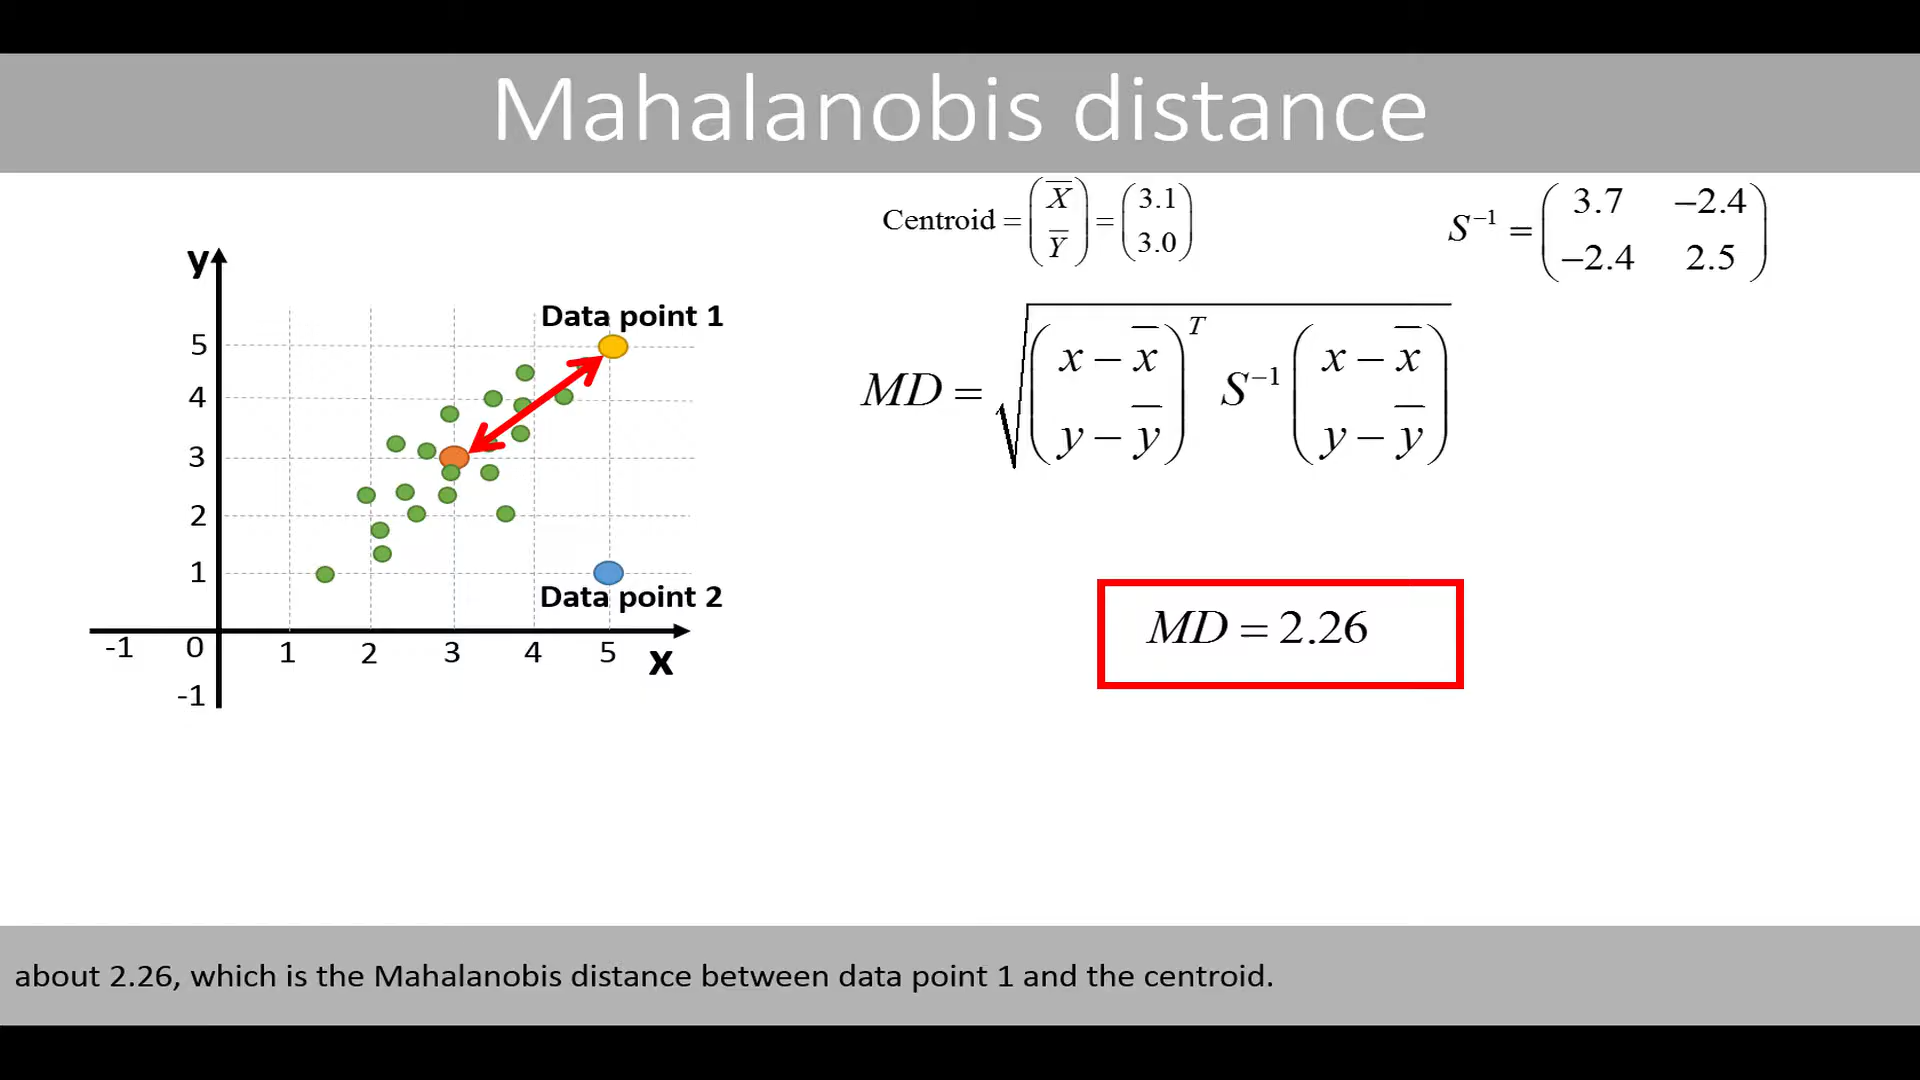 Mahalanobis distance
Centroid = (X̅ Y̅) = (3.1 3.0)
S⁻¹ = (3.7 −2.4 −2.4 2.5)
MD = √((x − x̅ y − y̅)ᵀ S⁻¹ (x − x̅ y − y̅))
MD = 2.26
y
Data point 1
5
4
3
2
1
Data point 2
-1 0 1 2 3 4 5 x
-1
about 2.26, which is the Mahalanobis distance between data point 1 and the centroid.